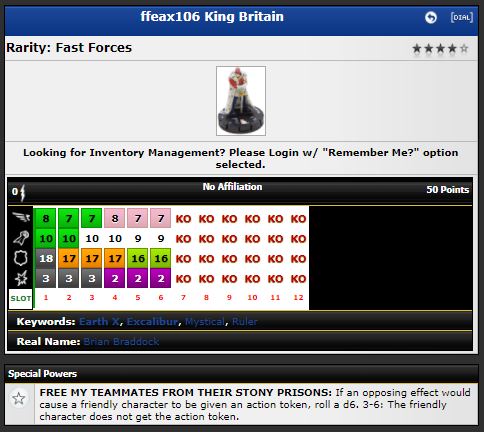 ffeax106 King Britain [DIAL]
Rarity: Fast Forces
Looking for Inventory Management? Please Login w/ "Remember Me?" option
selected.
0 No Affiliation 50 Points
8 7 7 8 7 7 KO KO KO KO KO KO
10 10 10 10 9 9 KO KO KO KO KO KO
18 17 17 17 16 16 KO KO KO KO KO KO
3 3 3 2 2 2 KO KO KO KO KO KO
SLOT 1 2 3 4 5 6 7 8 9 10 11 12
Keywords: Earth X, Excalibur, Mystical, Ruler
Real Name: Brian Braddock
Special Powers
FREE MY TEAMMATES FROM THEIR STONY PRISONS: If an opposing effect would
cause a friendly character to be given an action token, roll a d6. 3-6: The friendly
character does not get the action token.